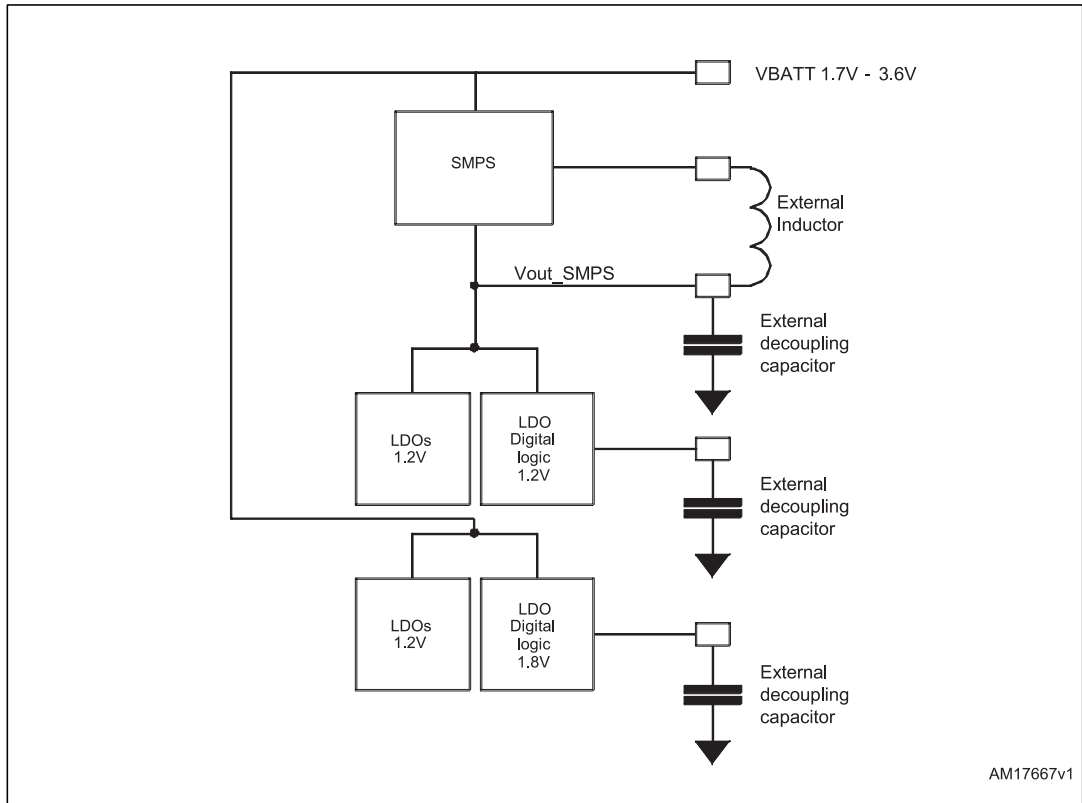 VBATT 1.7V - 3.6V
SMPS
External
Inductor
Vout_SMPS
External
decoupling
capacitor
LDOs
1.2V
LDO
Digital
logic
1.2V
External
decoupling
capacitor
LDOs
1.2V
LDO
Digital
logic
1.8V
External
decoupling
capacitor
AM17667v1